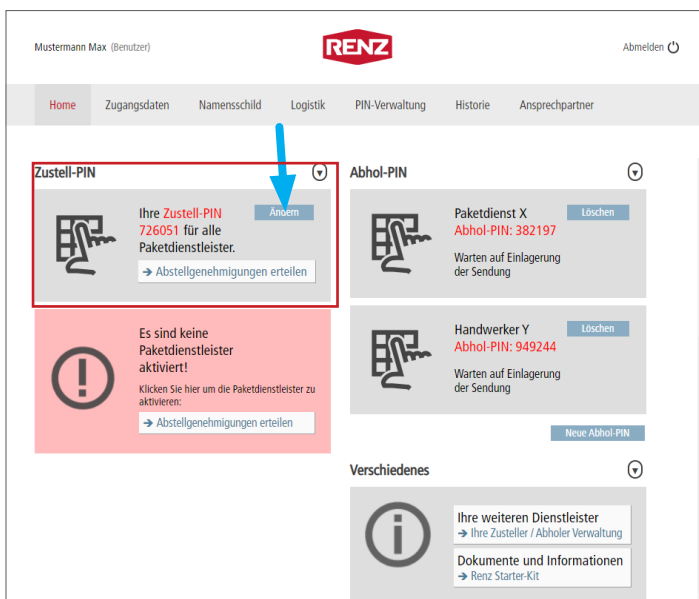 Mustermann Max (Benutzer)
RENZ
Abmelden
Home Zugangsdaten Namensschild Logistik PIN-Verwaltung Historie Ansprechpartner
Zustell-PIN
Ihre Zustell-PIN
726051 für alle
Paketdienstleister.
Ändern
→ Abstellgenehmigungen erteilen
Es sind keine
Paketdienstleister
aktiviert!
Klicken Sie hier um die Paketdienstleister zu
aktivieren:
→ Abstellgenehmigungen erteilen
Abhol-PIN
Paketdienst X
Löschen
Abhol-PIN: 382197
Warten auf Einlagerung
der Sendung
Handwerker Y
Löschen
Abhol-PIN: 949244
Warten auf Einlagerung
der Sendung
Neue Abhol-PIN
Verschiedenes
Ihre weiteren Dienstleister
→ Ihre Zusteller / Abholer Verwaltung
Dokumente und Informationen
→ Renz Starter-Kit